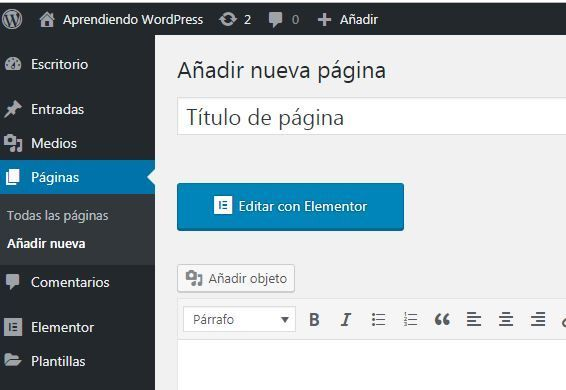 Aprendiendo WordPress 2 0 + Añadir
Escritorio
Entradas
Medios
Páginas
Todas las páginas
Añadir nueva
Comentarios
Elementor
Plantillas
Añadir nueva página
Título de página
Editar con Elementor
Añadir objeto
Párrafo B I